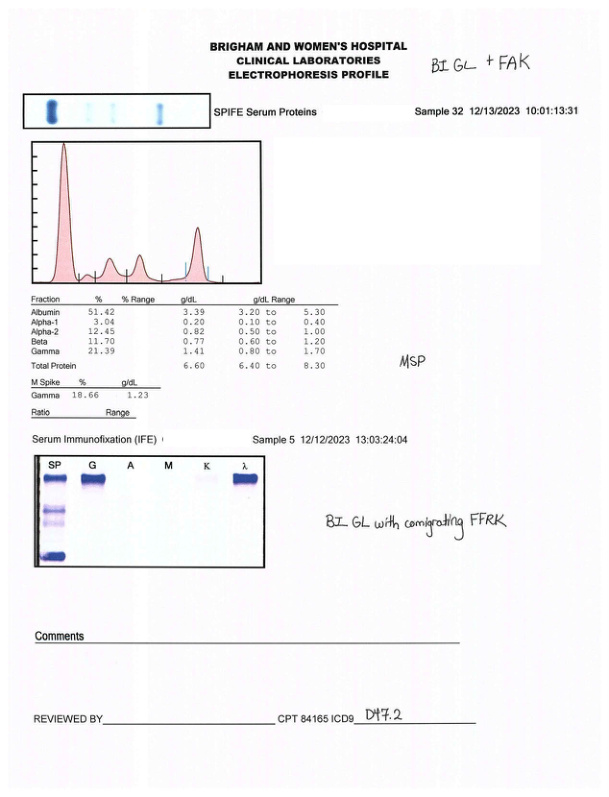 BRIGHAM AND WOMEN'S HOSPITAL
CLINICAL LABORATORIES
ELECTROPHORESIS PROFILE
BI GL + FAK
SPIFE Serum Proteins Sample 32 12/13/2023 10:01:13:31
Fraction % % Range g/dL g/dL Range
Albumin 51.42 3.39 3.20 to 5.30
Alpha-1 3.04 0.20 0.10 to 0.40
Alpha-2 12.45 0.82 0.50 to 1.00
Beta 11.70 0.77 0.60 to 1.20
Gamma 21.39 1.41 0.80 to 1.70
Total Protein 6.60 6.40 to 8.30
MSP
M Spike % g/dL
Gamma 18.66 1.23
Ratio Range
Serum Immunofixation (IFE) Sample 5 12/12/2023 13:03:24:04
SP G A M K λ
BI GL with comigrating FFRK
Comments
REVIEWED BY CPT 84165 ICD9 D47.2